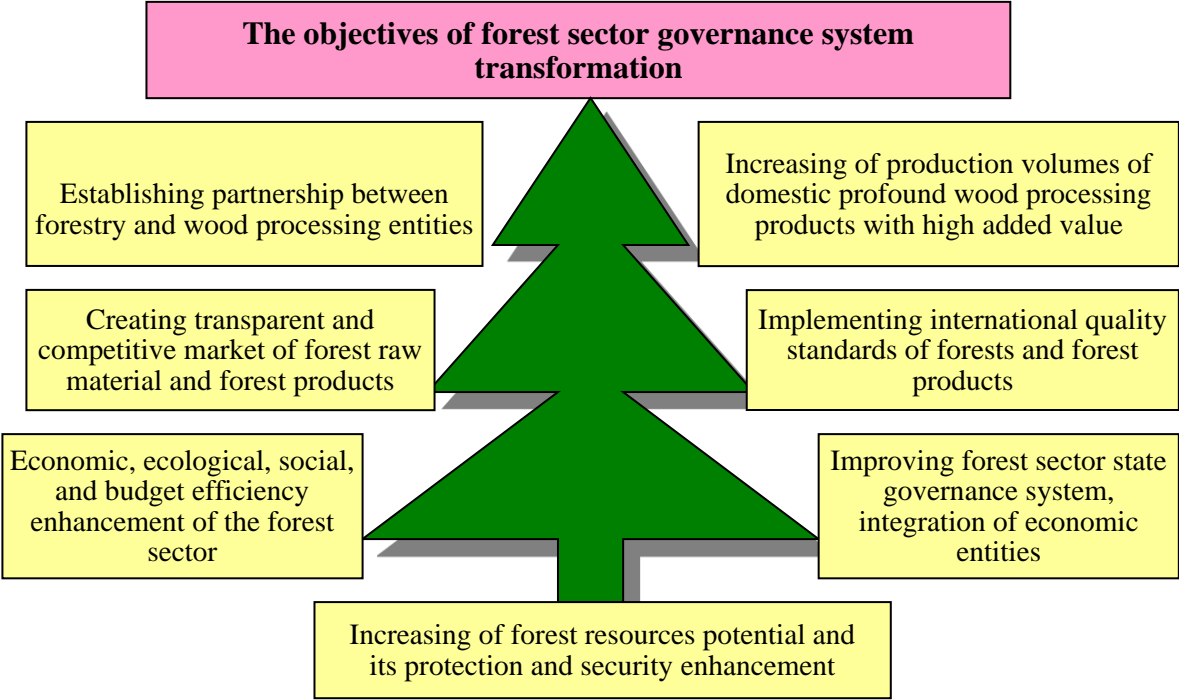 The objectives of forest sector governance system
transformation
Establishing partnership between
forestry and wood processing entities
Increasing of production volumes of
domestic profound wood processing
products with high added value
Creating transparent and
competitive market of forest raw
material and forest products
Implementing international quality
standards of forests and forest
products
Economic, ecological, social,
and budget efficiency
enhancement of the forest
sector
Improving forest sector state
governance system,
integration of economic
entities
Increasing of forest resources potential and
its protection and security enhancement